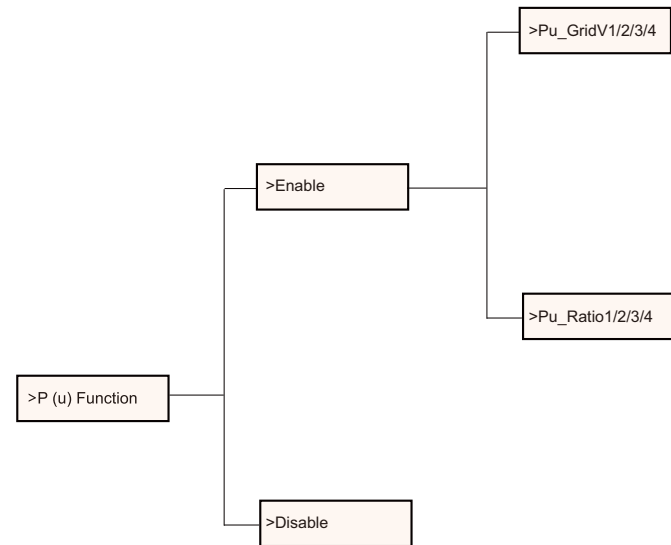 >Pu_GridV1/2/3/4
>Enable
>Pu_Ratio1/2/3/4
>P (u) Function
>Disable